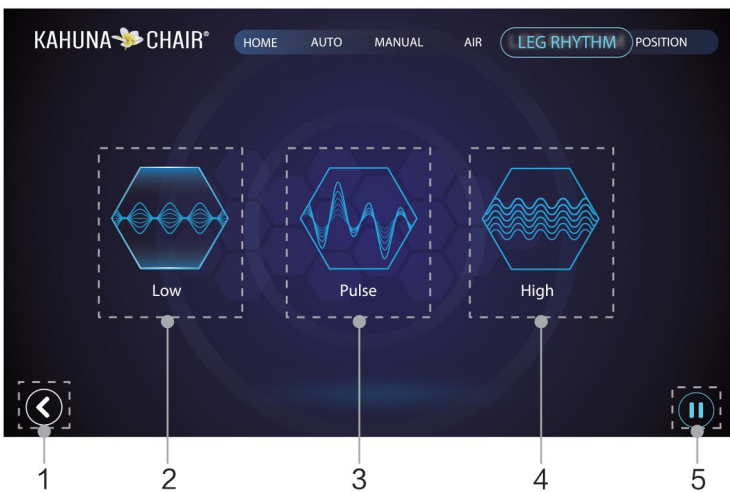 KAHUNA CHAIR®
HOME AUTO MANUAL AIR LEG RHYTHM POSITION
Low Pulse High
1 2 3 4 5